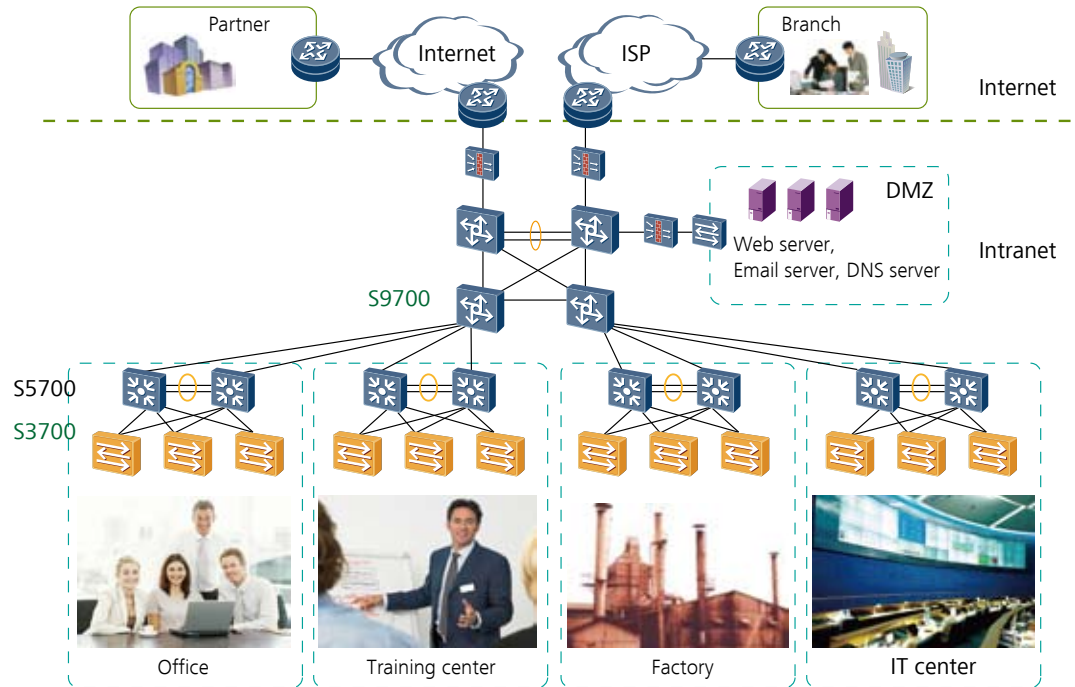 Partner
Internet
ISP
Branch
Internet
DMZ
Web server,
Email server, DNS server
Intranet
S9700
S5700
S3700
Office
Training center
Factory
IT center